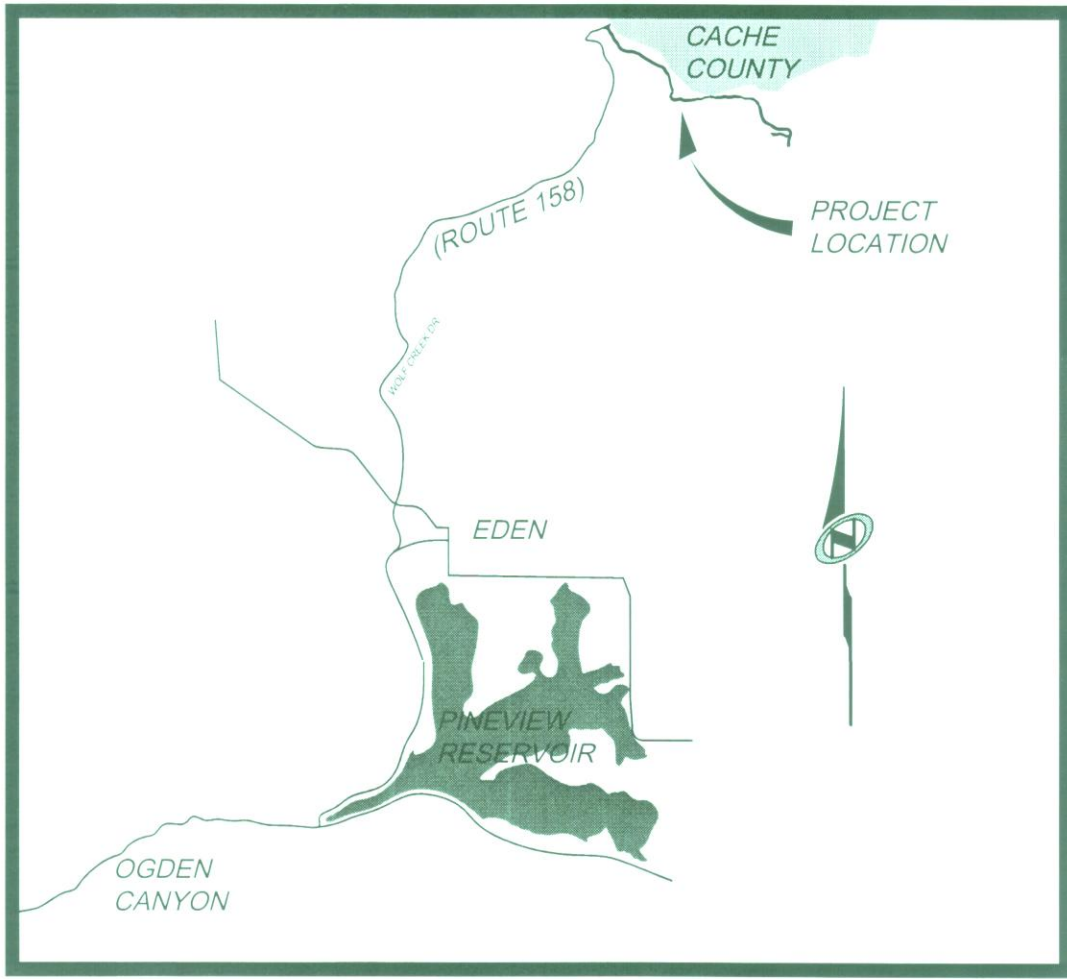 CACHE
COUNTY
(ROUTE 158)
PROJECT
LOCATION
WOLF CREEK DR
N
EDEN
PINEVIEW
RESERVOIR
OGDEN
CANYON